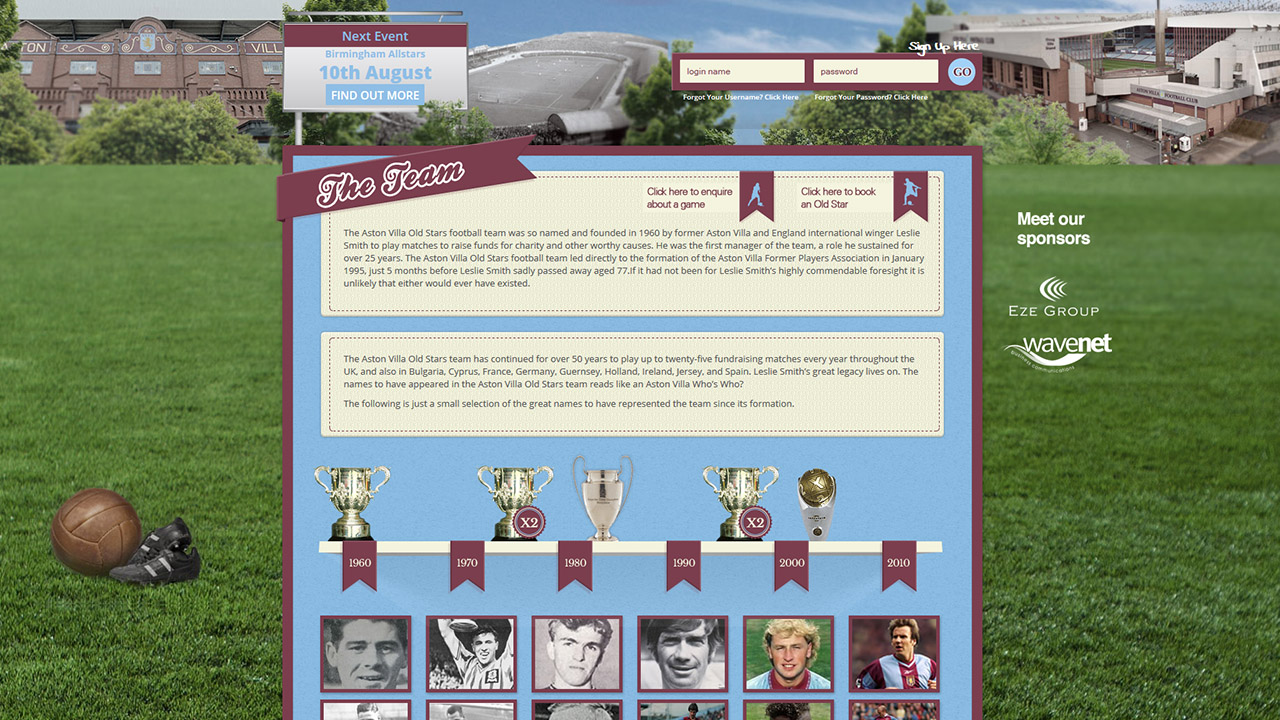 TON
VILL
Next Event
Birmingham Allstars
10th August
FIND OUT MORE
Sign Up Here
login name
password
GO
Forgot Your Username? Click Here
Forgot Your Password? Click Here
ASTON VILLA FOOTBALL CLUB
The Team
Click here to enquire
about a game
Click here to book
an Old Star
The Aston Villa Old Stars football team was so named and founded in 1960 by former Aston Villa and England international winger Leslie
Smith to play matches to raise funds for charity and other worthy causes. He was the first manager of the team, a role he sustained for
over 25 years. The Aston Villa Old Stars football team led directly to the formation of the Aston Villa Former Players Association in January
1995, just 5 months before Leslie Smith sadly passed away aged 77.If it had not been for Leslie Smith's highly commendable foresight it is
unlikely that either would ever have existed.
Meet our
sponsors
EZE GROUP
wavenet
business communications
The Aston Villa Old Stars team has continued for over 50 years to play up to twenty-five fundraising matches every year throughout the
UK, and also in Bulgaria, Cyprus, France, Germany, Guernsey, Holland, Ireland, Jersey, and Spain. Leslie Smith's great legacy lives on. The
names to have appeared in the Aston Villa Old Stars team reads like an Aston Villa Who's Who?
The following is just a small selection of the great names to have represented the team since its formation.
X2
X2
1960
1970
1980
1990
2000
2010